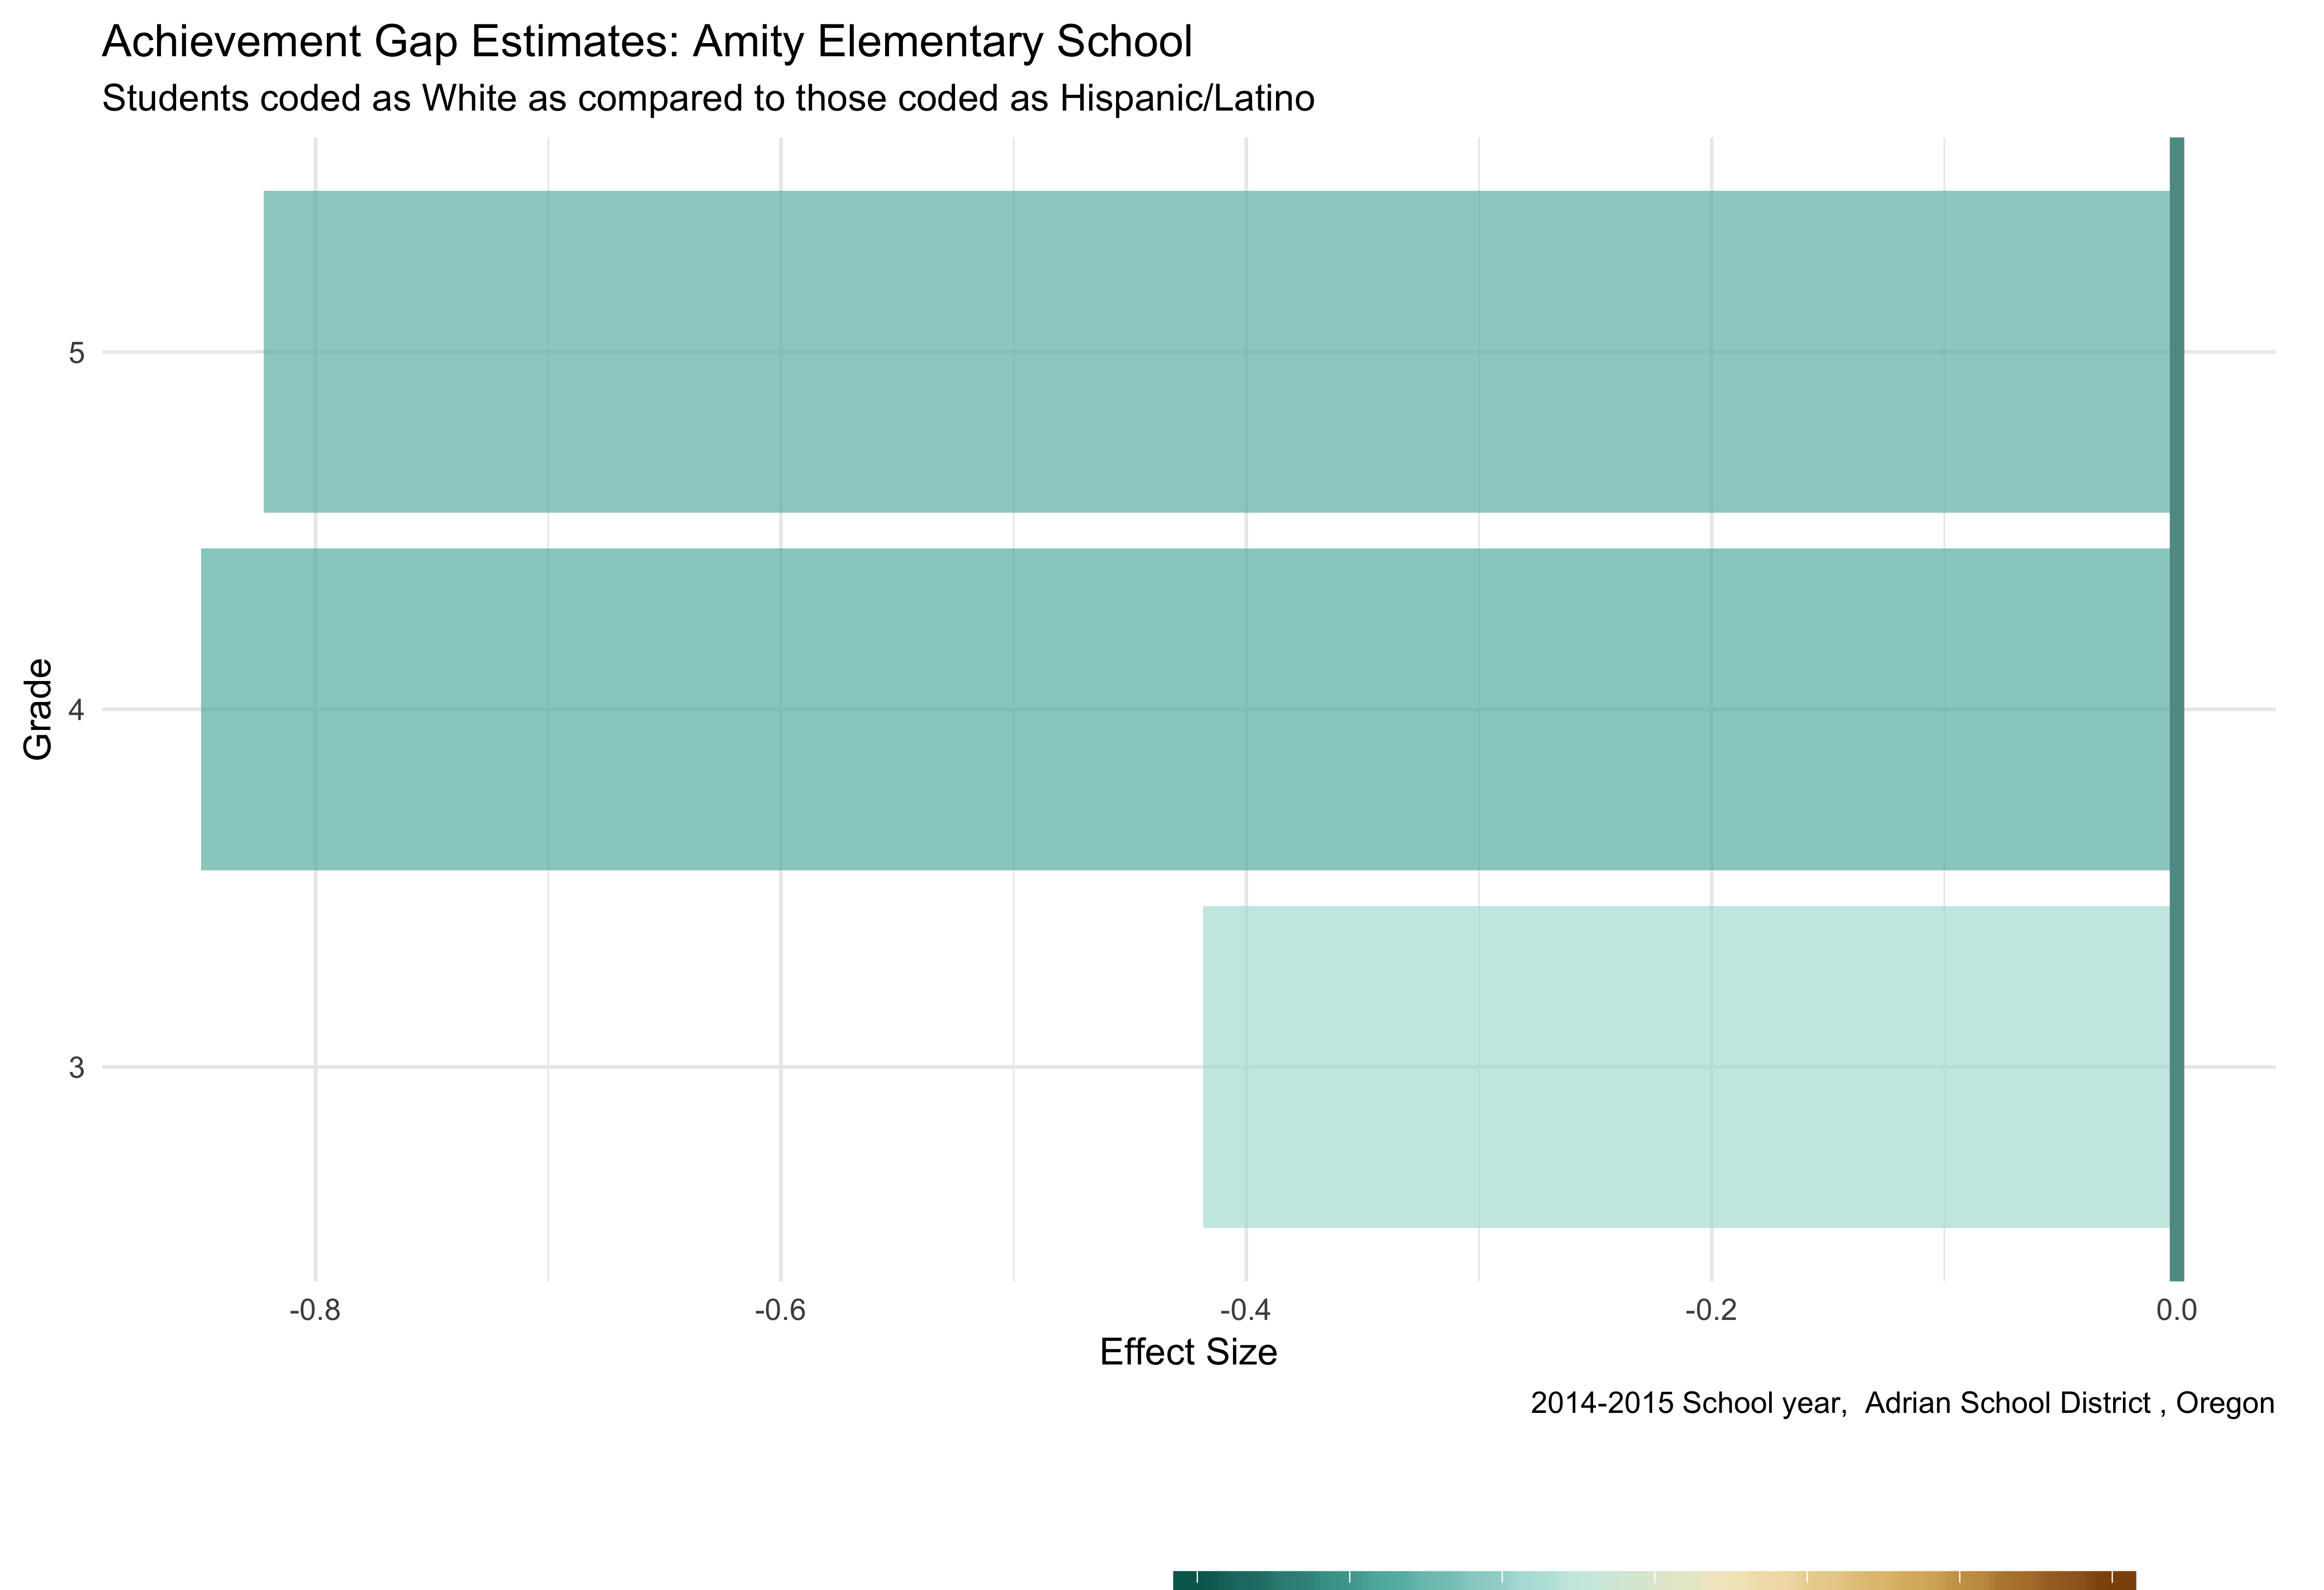 Achievement Gap Estimates: Amity Elementary School
Students coded as White as compared to those coded as Hispanic/Latino
5
4
Grade
3
-0.8 -0.6 -0.4 -0.2 0.0
Effect Size
2014-2015 School year,  Adrian School District , Oregon